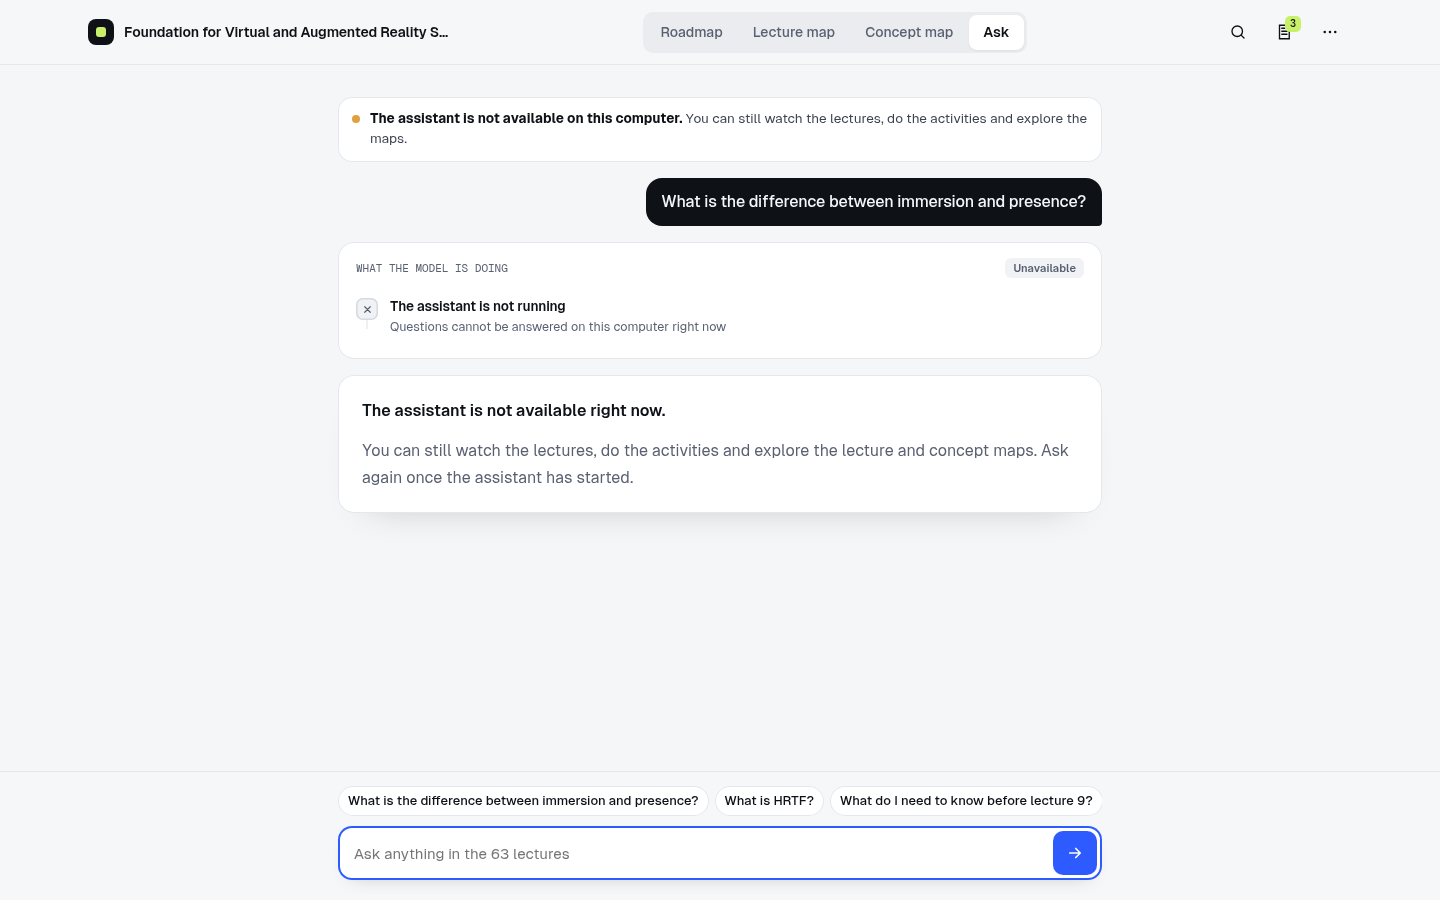 Foundation for Virtual and Augmented Reality S...
Roadmap
Lecture map
Concept map
Ask
3
The assistant is not available on this computer. You can still watch the lectures, do the activities and explore the
maps.
What is the difference between immersion and presence?
WHAT THE MODEL IS DOING
Unavailable
The assistant is not running
Questions cannot be answered on this computer right now
The assistant is not available right now.
You can still watch the lectures, do the activities and explore the lecture and concept maps. Ask
again once the assistant has started.
What is the difference between immersion and presence?
What is HRTF?
What do I need to know before lecture 9?
Ask anything in the 63 lectures